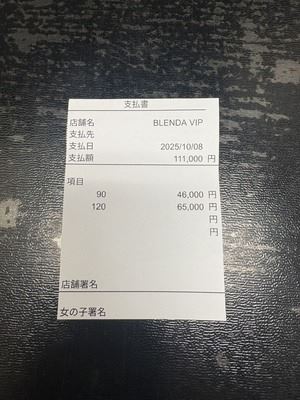 支払書
店舗名 BLENDA VIP
支払先
支払日 2025/10/08
支払額 111,000 円
項目
90 46,000 円
120 65,000 円
円
円
店舗署名
女の子署名